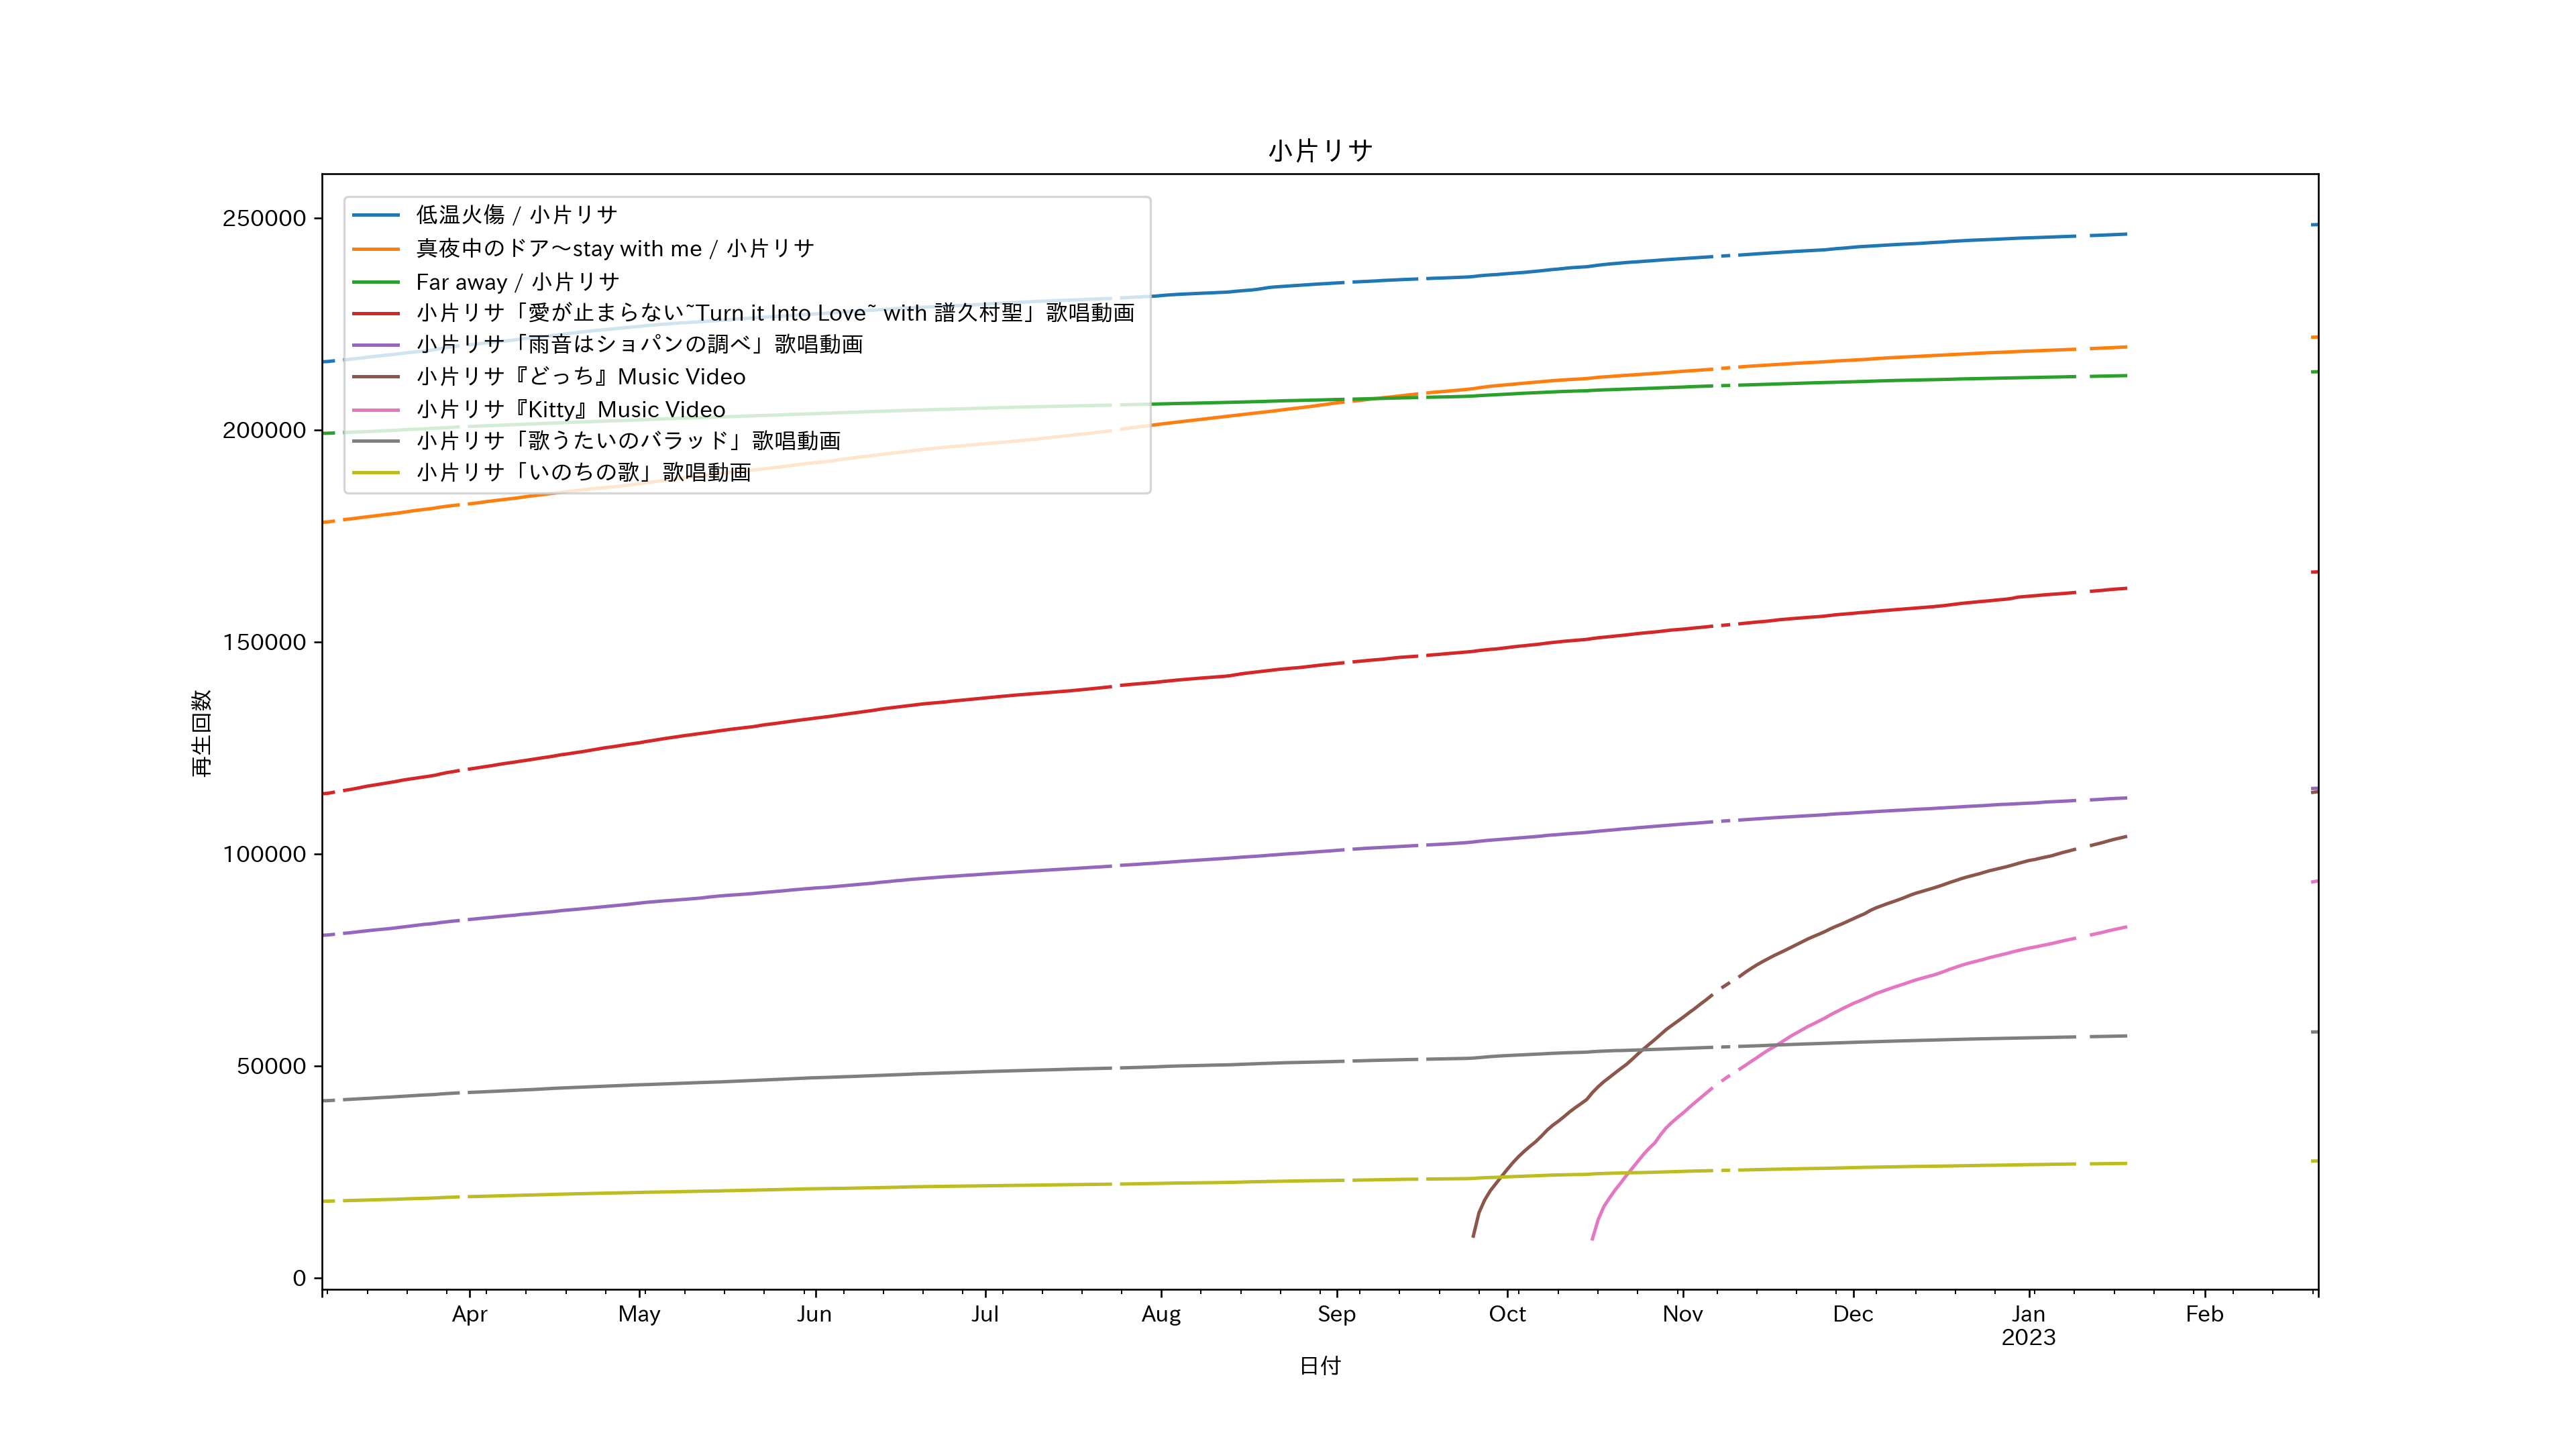 小片リサ
250000
200000
150000
100000
50000
0
再生回数
低温火傷 / 小片リサ
真夜中のドア〜stay with me / 小片リサ
Far away / 小片リサ
小片リサ「愛が止まらない~Turn it Into Love~ with 譜久村聖」歌唱動画
小片リサ「雨音はショパンの調べ」歌唱動画
小片リサ『どっち』Music Video
小片リサ『Kitty』Music Video
小片リサ「歌うたいのバラッド」歌唱動画
小片リサ「いのちの歌」歌唱動画
Apr May Jun Jul Aug Sep Oct Nov Dec Jan Feb
2023
日付